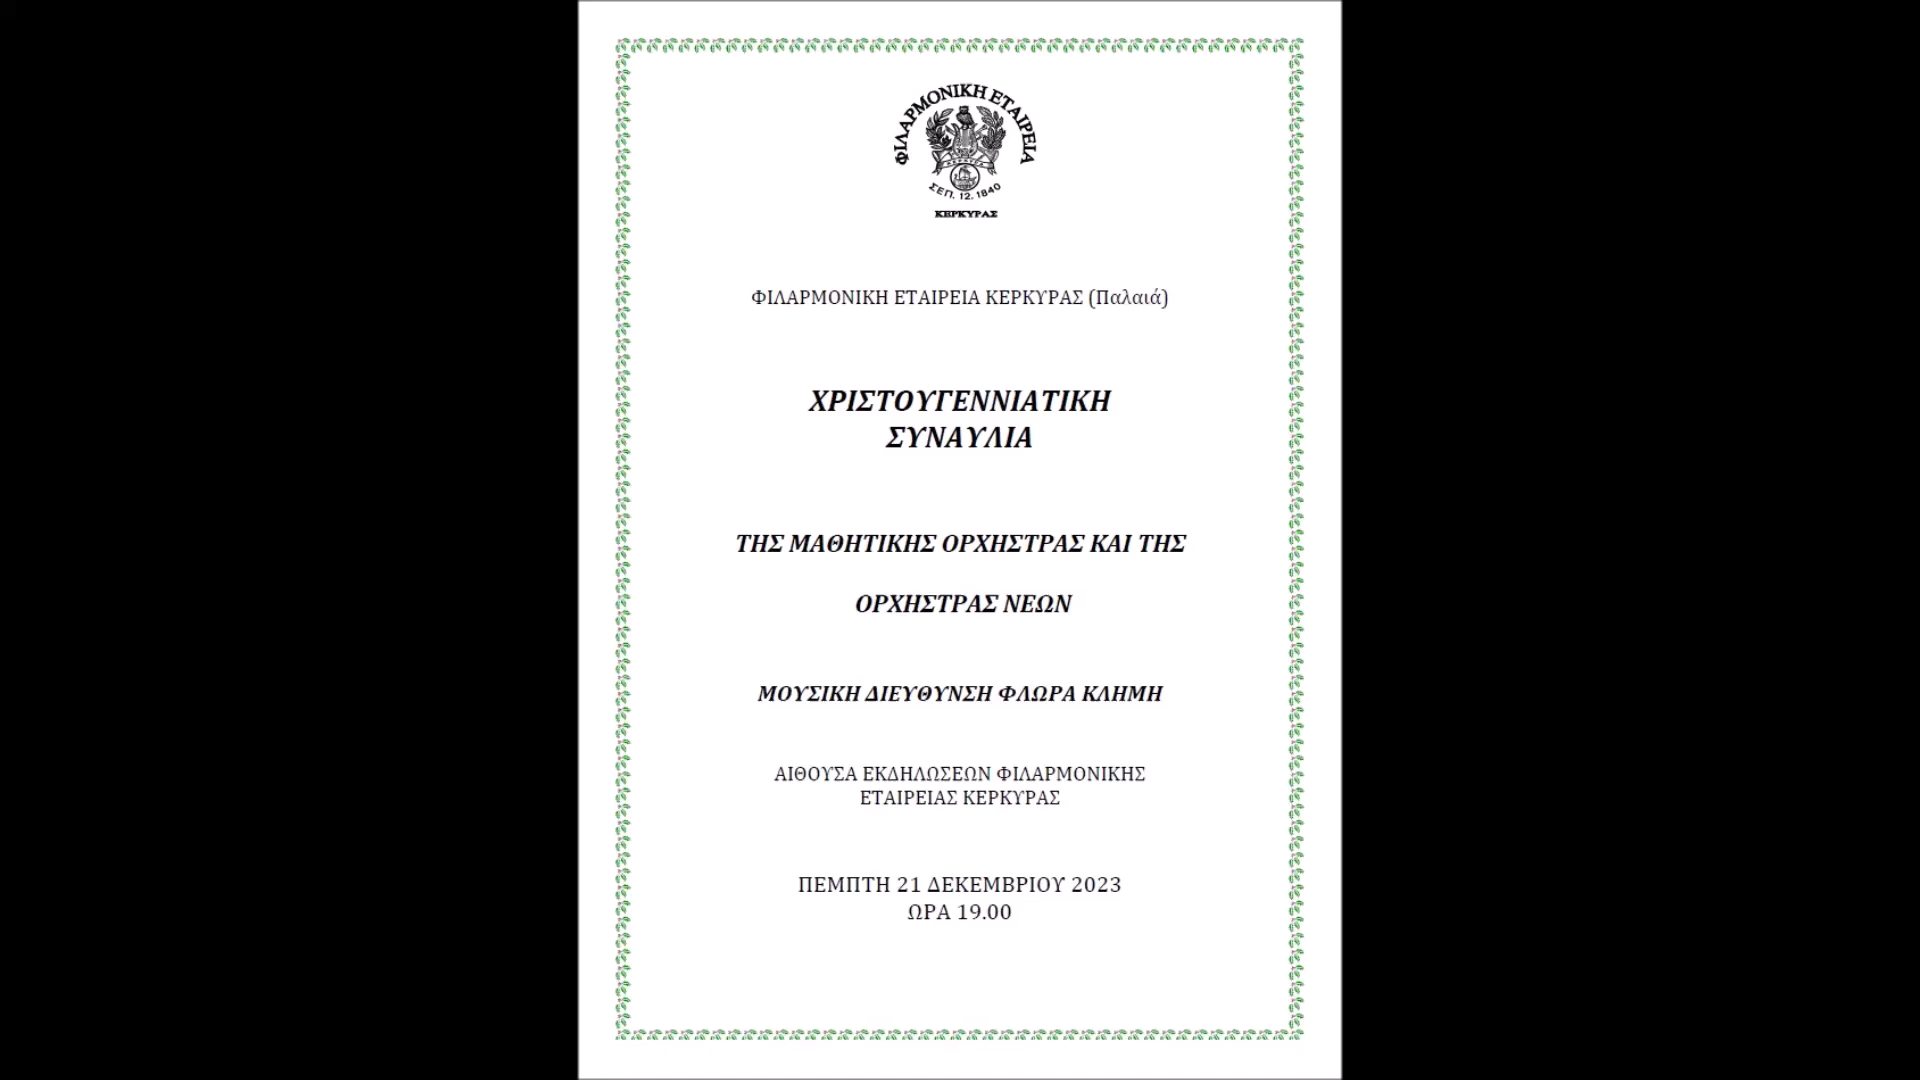 ΦΙΛΑΡΜΟΝΙΚΗ ΕΤΑΙΡΕΙΑ
ΚΕΡΚΥΡΑ
ΣΕΠ. 12. 1840
ΚΕΡΚΥΡΑΣ
ΦΙΛΑΡΜΟΝΙΚΗ ΕΤΑΙΡΕΙΑ ΚΕΡΚΥΡΑΣ (Παλαιά)
ΧΡΙΣΤΟΥΓΕΝΝΙΑΤΙΚΗ
ΣΥΝΑΥΛΙΑ
ΤΗΣ ΜΑΘΗΤΙΚΗΣ ΟΡΧΗΣΤΡΑΣ ΚΑΙ ΤΗΣ
ΟΡΧΗΣΤΡΑΣ ΝΕΩΝ
ΜΟΥΣΙΚΗ ΔΙΕΥΘΥΝΣΗ ΦΛΩΡΑ ΚΛΗΜΗ
ΑΙΘΟΥΣΑ ΕΚΔΗΛΩΣΕΩΝ ΦΙΛΑΡΜΟΝΙΚΗΣ
ΕΤΑΙΡΕΙΑΣ ΚΕΡΚΥΡΑΣ
ΠΕΜΠΤΗ 21 ΔΕΚΕΜΒΡΙΟΥ 2023
ΩΡΑ 19.00